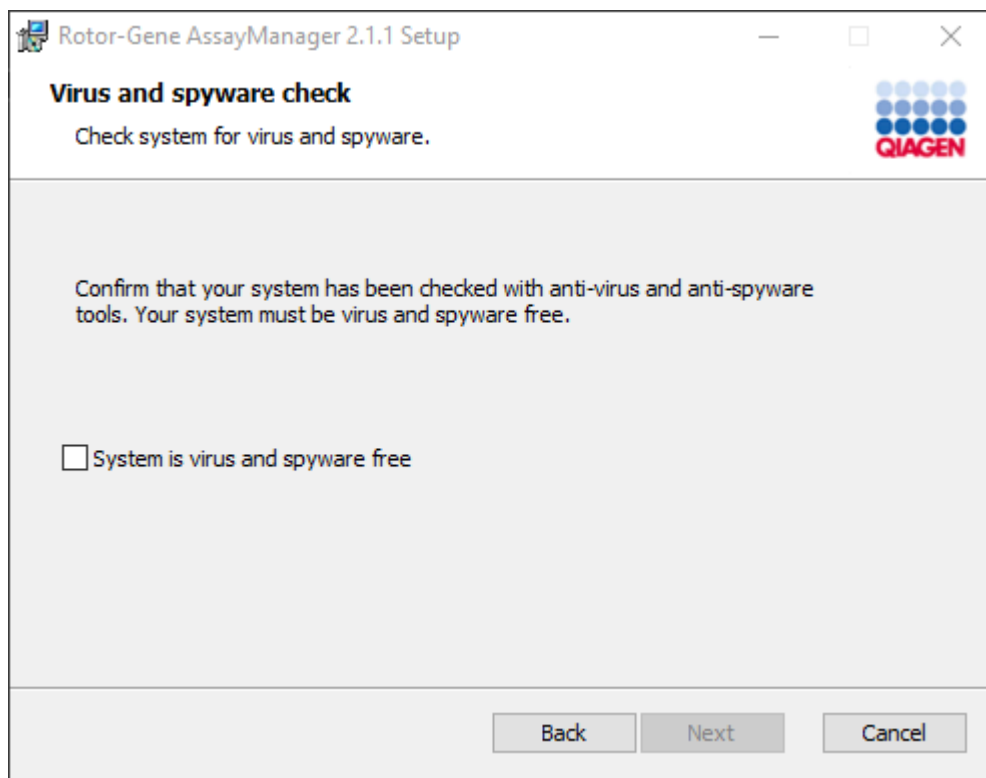 Rotor-Gene AssayManager 2.1.1 Setup
Virus and spyware check
Check system for virus and spyware.
QIAGEN
Confirm that your system has been checked with anti-virus and anti-spyware
tools. Your system must be virus and spyware free.
System is virus and spyware free
Back
Next
Cancel